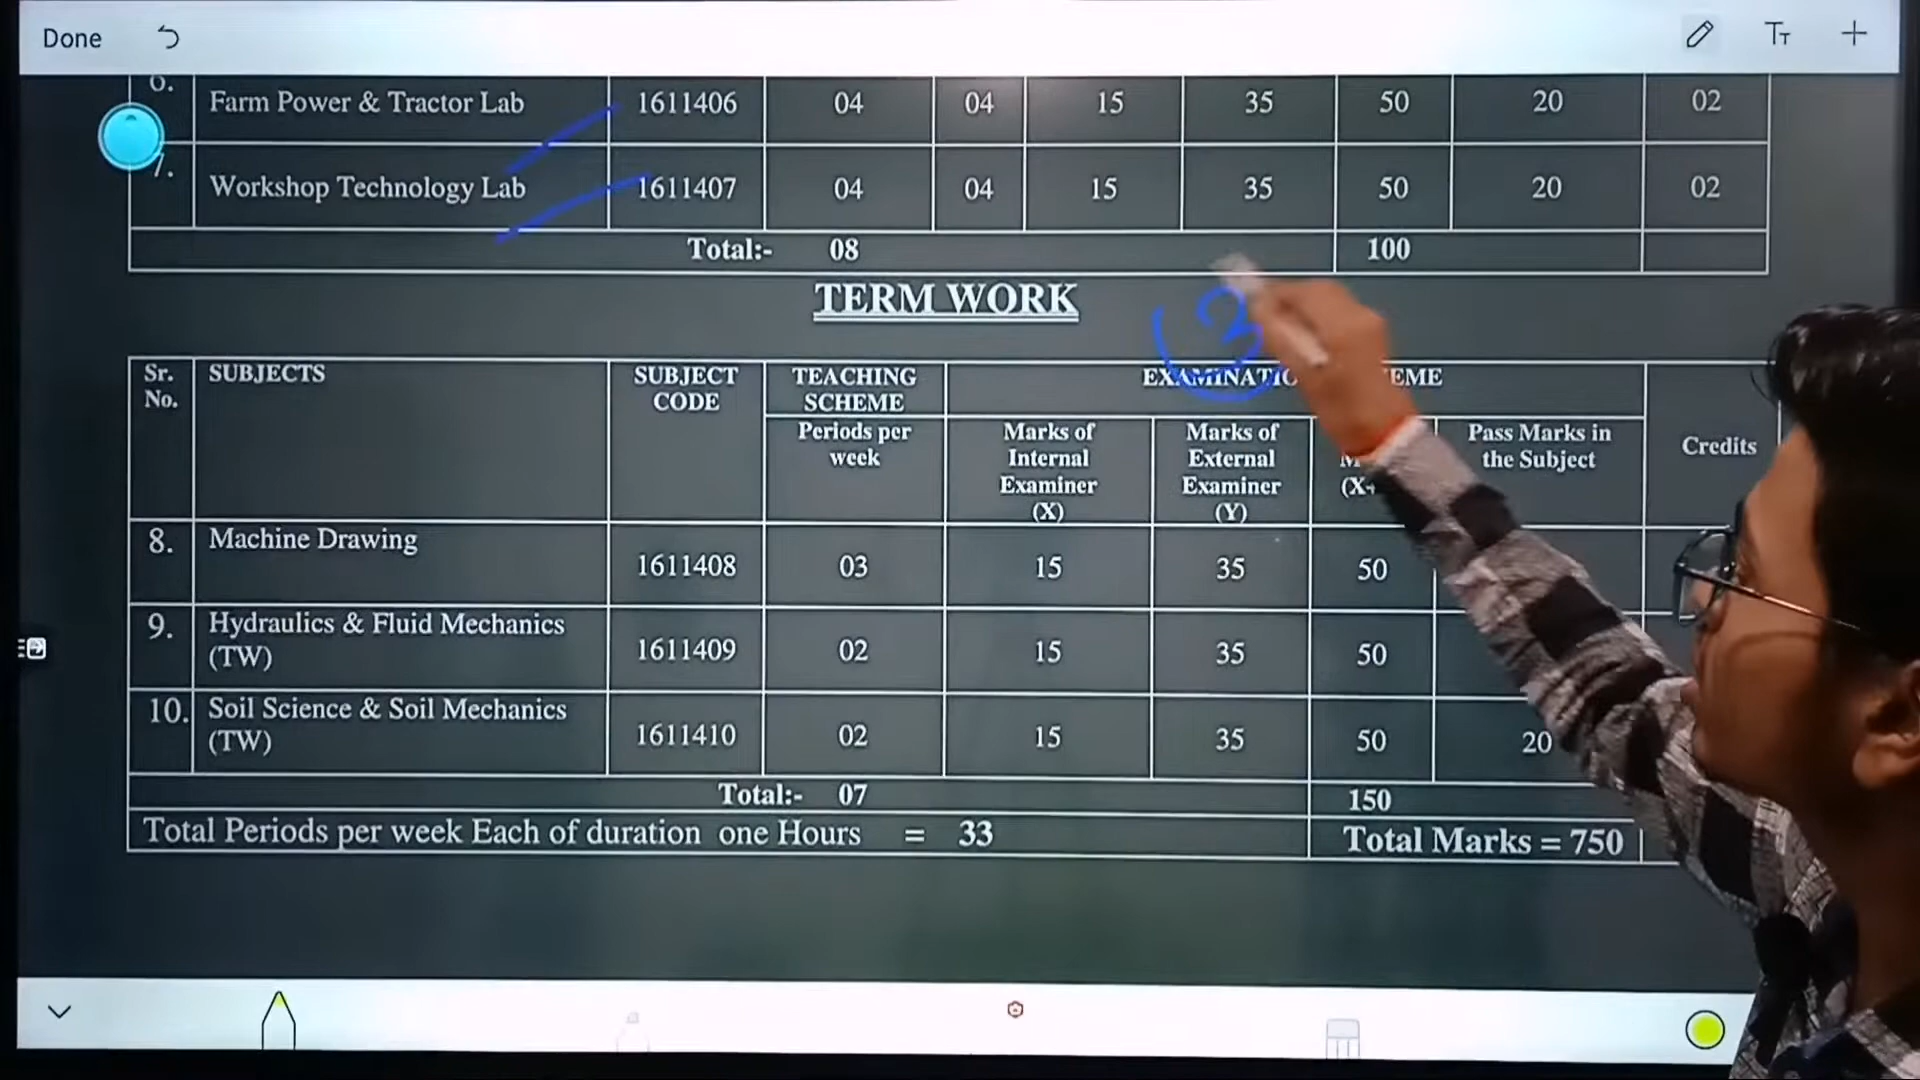 Done
6. Farm Power & Tractor Lab 1611406 04 04 15 35 50 20 02
7. Workshop Technology Lab 1611407 04 04 15 35 50 20 02
Total:- 08 100
TERM WORK
3
Sr. No. SUBJECTS SUBJECT CODE TEACHING SCHEME
Periods per week Marks of Internal Examiner (X) Marks of External Examiner (Y) Pass Marks in the Subject Credits
8. Machine Drawing 1611408 03 15 35 50
9. Hydraulics & Fluid Mechanics (TW) 1611409 02 15 35 50
10. Soil Science & Soil Mechanics (TW) 1611410 02 15 35 50 20
Total:- 07 150
Total Periods per week Each of duration one Hours = 33 Total Marks = 750